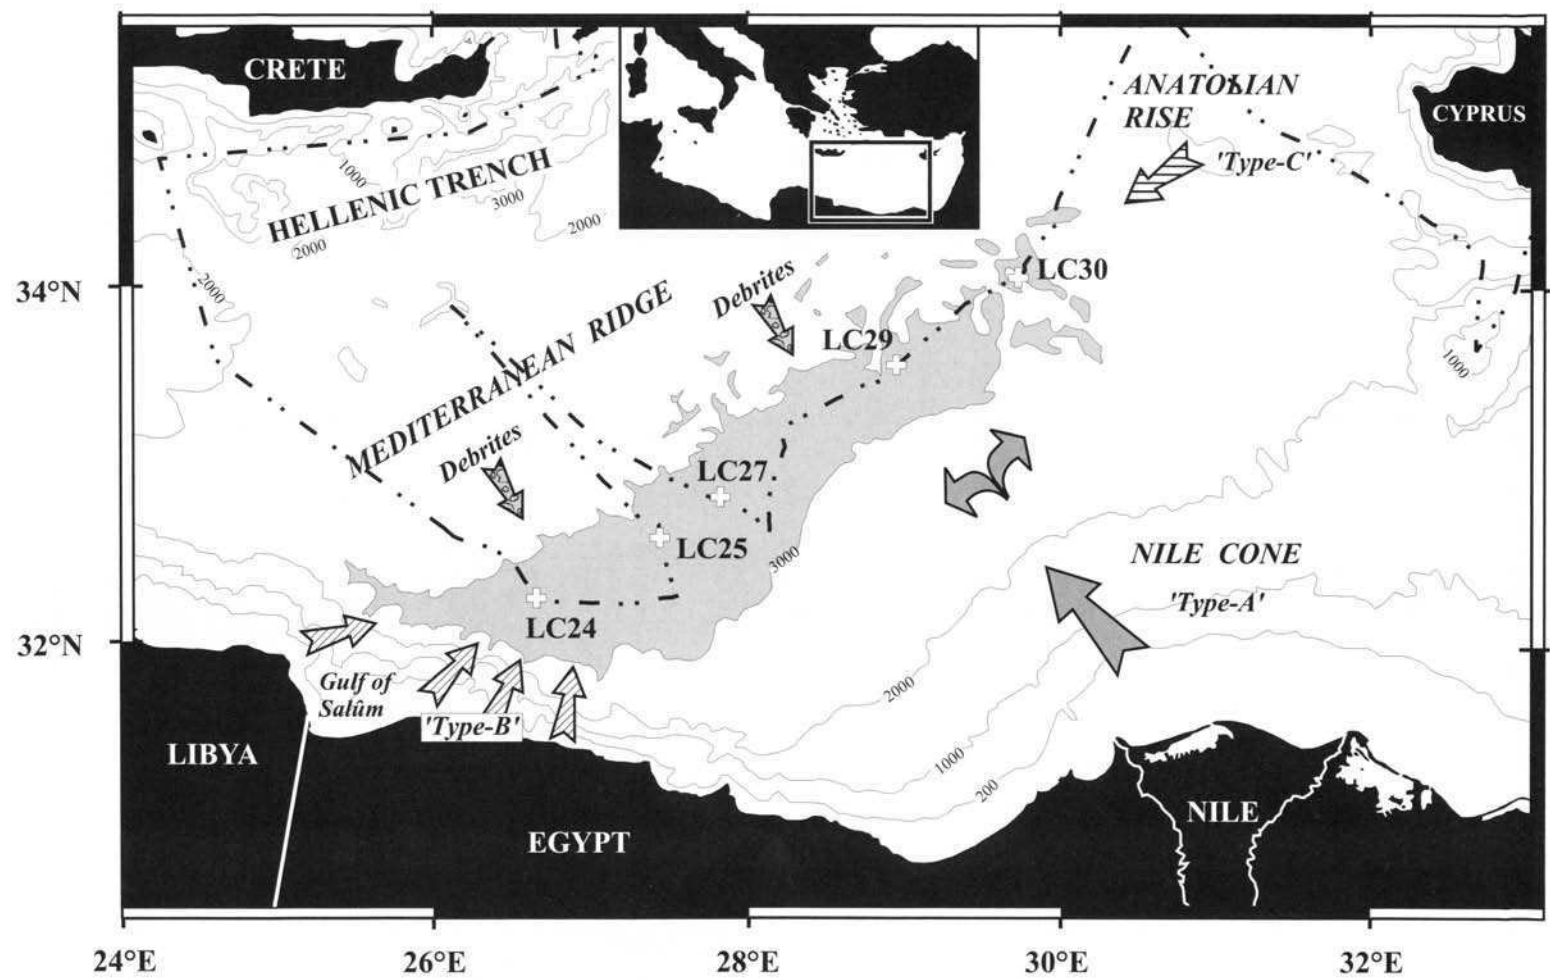 CRETE
ANATOLIAN
RISE
CYPRUS
'Type-C'
1000
HELLENIC TRENCH
3000
2000
2000
2000
34°N
LC30
Debrites
MEDITERRANEAN RIDGE
LC29
1000
Debrites
LC27
LC25
3000
NILE CONE
'Type-A'
LC24
32°N
Gulf of
Salûm
2000
'Type-B'
LIBYA
1000
200
NILE
EGYPT
24°E
26°E
28°E
30°E
32°E